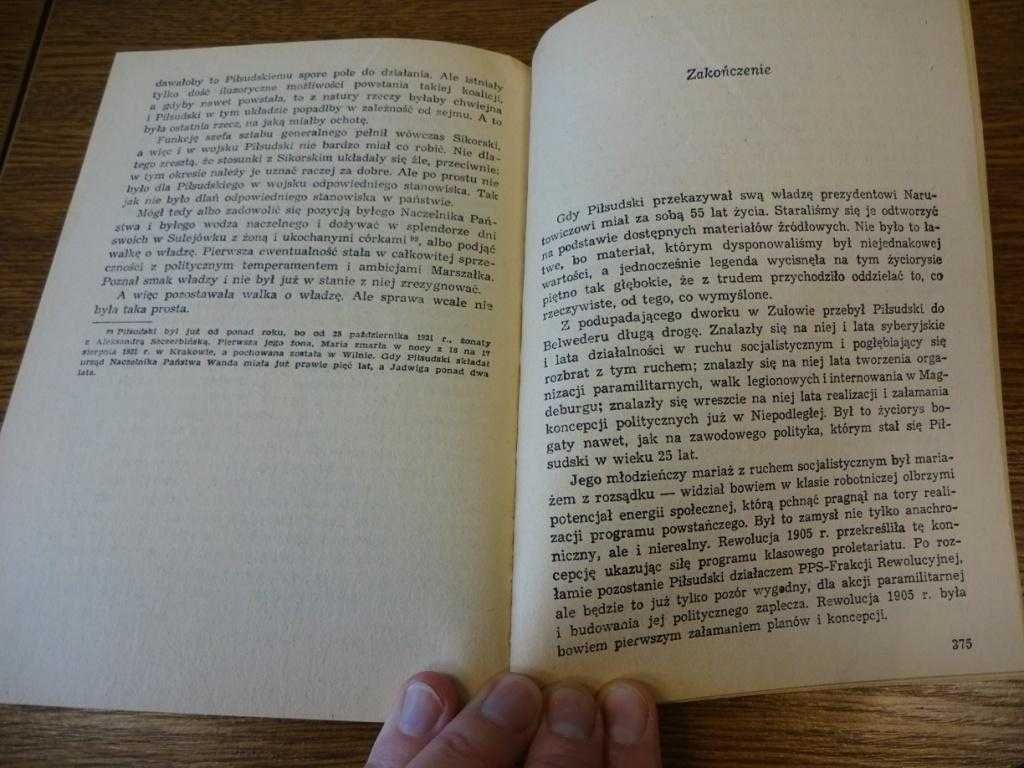 dawałoby to Piłsudskiemu spore pole do działania. Ale istniały
tylko dość iluzoryczne możliwości powstania takiej koalicji,
a gdyby nawet powstała, to z natury rzeczy byłaby chwiejna
i Piłsudski w tym układzie popadłby w zależność od sejmu. A to
była ostatnia rzecz, na jaką miałby ochotę.
Funkcję szefa sztabu generalnego pełnił wówczas Sikorski,
a więc i w wojsku Piłsudski nie bardzo miał co robić. Nie dla-
tego zresztą, że stosunki z Sikorskim układały się źle, przeciwnie;
w tym okresie należy je uznać raczej za dobre. Ale po prostu nie
było dla Piłsudskiego w wojsku odpowiedniego stanowiska. Tak
jak nie było dlań odpowiedniego stanowiska w państwie.
Mógł tedy albo zadowolić się pozycją byłego Naczelnika Pań-
stwa i byłego wodza naczelnego i dożywać w splendorze dni
swoich w Sulejówku z żoną i ukochanymi córkami, albo podjąć
walkę o władzę. Pierwsza ewentualność stała w całkowitej sprze-
czności z politycznym temperamentem i ambicjami Marszałka.
Poznał smak władzy i nie był już w stanie z niej zrezygnować.
A więc pozostawała walka o władzę. Ale sprawa wcale nie
była taka prosta.
Piłsudski był już od ponad roku, bo od 25 października 1921 r., żonaty
z Aleksandrą Szczerbińską. Pierwsza jego żona, Maria zmarła w nocy z 16 na 17
sierpnia 1921 r. w Krakowie, a pochowana została w Wilnie. Gdy Piłsudski składał
urząd Naczelnika Państwa Wanda miała już prawie pięć lat, a Jadwiga ponad dwa
lata.
Zakończenie
Gdy Piłsudski przekazywał swą władzę prezydentowi Naru-
towiczowi miał za sobą 55 lat życia. Staraliśmy się je odtworzyć
na podstawie dostępnych materiałów źródłowych. Nie było to ła-
twe, bo materiał, którym dysponowaliśmy był niejednakowej
wartości, a jednocześnie legenda wycisnęła na tym życiorysie
piętno tak głębokie, że z trudem przychodziło oddzielać to, co
rzeczywiste, od tego, co wymyślone.
Z podupadającego dworku w Zułowie przebył Piłsudski do
Belwederu długą drogę. Znalazły się na niej i lata syberyjskie
i lata działalności w ruchu socjalistycznym i pogłębiający się
rozbrat z tym ruchem; znalazły się na niej lata tworzenia orga-
nizacji paramilitarnych, walk legionowych i internowania w Mag-
deburgu; znalazły się wreszcie na niej lata realizacji i załamania
koncepcji politycznych już w Niepodległej. Był to życiorys bo-
gaty nawet, jak na zawodowego polityka, którym stał się Pił-
sudski w wieku 25 lat.
Jego młodzieńczy mariaż z ruchem socjalistycznym był maria-
żem z rozsądku — widział bowiem w klasie robotniczej olbrzymi
potencjał energii społecznej, którą pchnąć pragnął na tory reali-
zacji programu powstańczego. Był to zamysł nie tylko anachro-
niczny, ale i nierealny. Rewolucja 1905 r. przekreśliła tę kon-
cepcję ukazując siłę programu klasowego proletariatu. Po roz-
łamie pozostanie Piłsudski działaczem PPS-Frakcji Rewolucyjnej,
ale będzie to już tylko pozór wygodny, dla akcji paramilitarnej
i budowania jej politycznego zaplecza. Rewolucja 1905 r. była
bowiem pierwszym załamaniem planów i koncepcji.
375